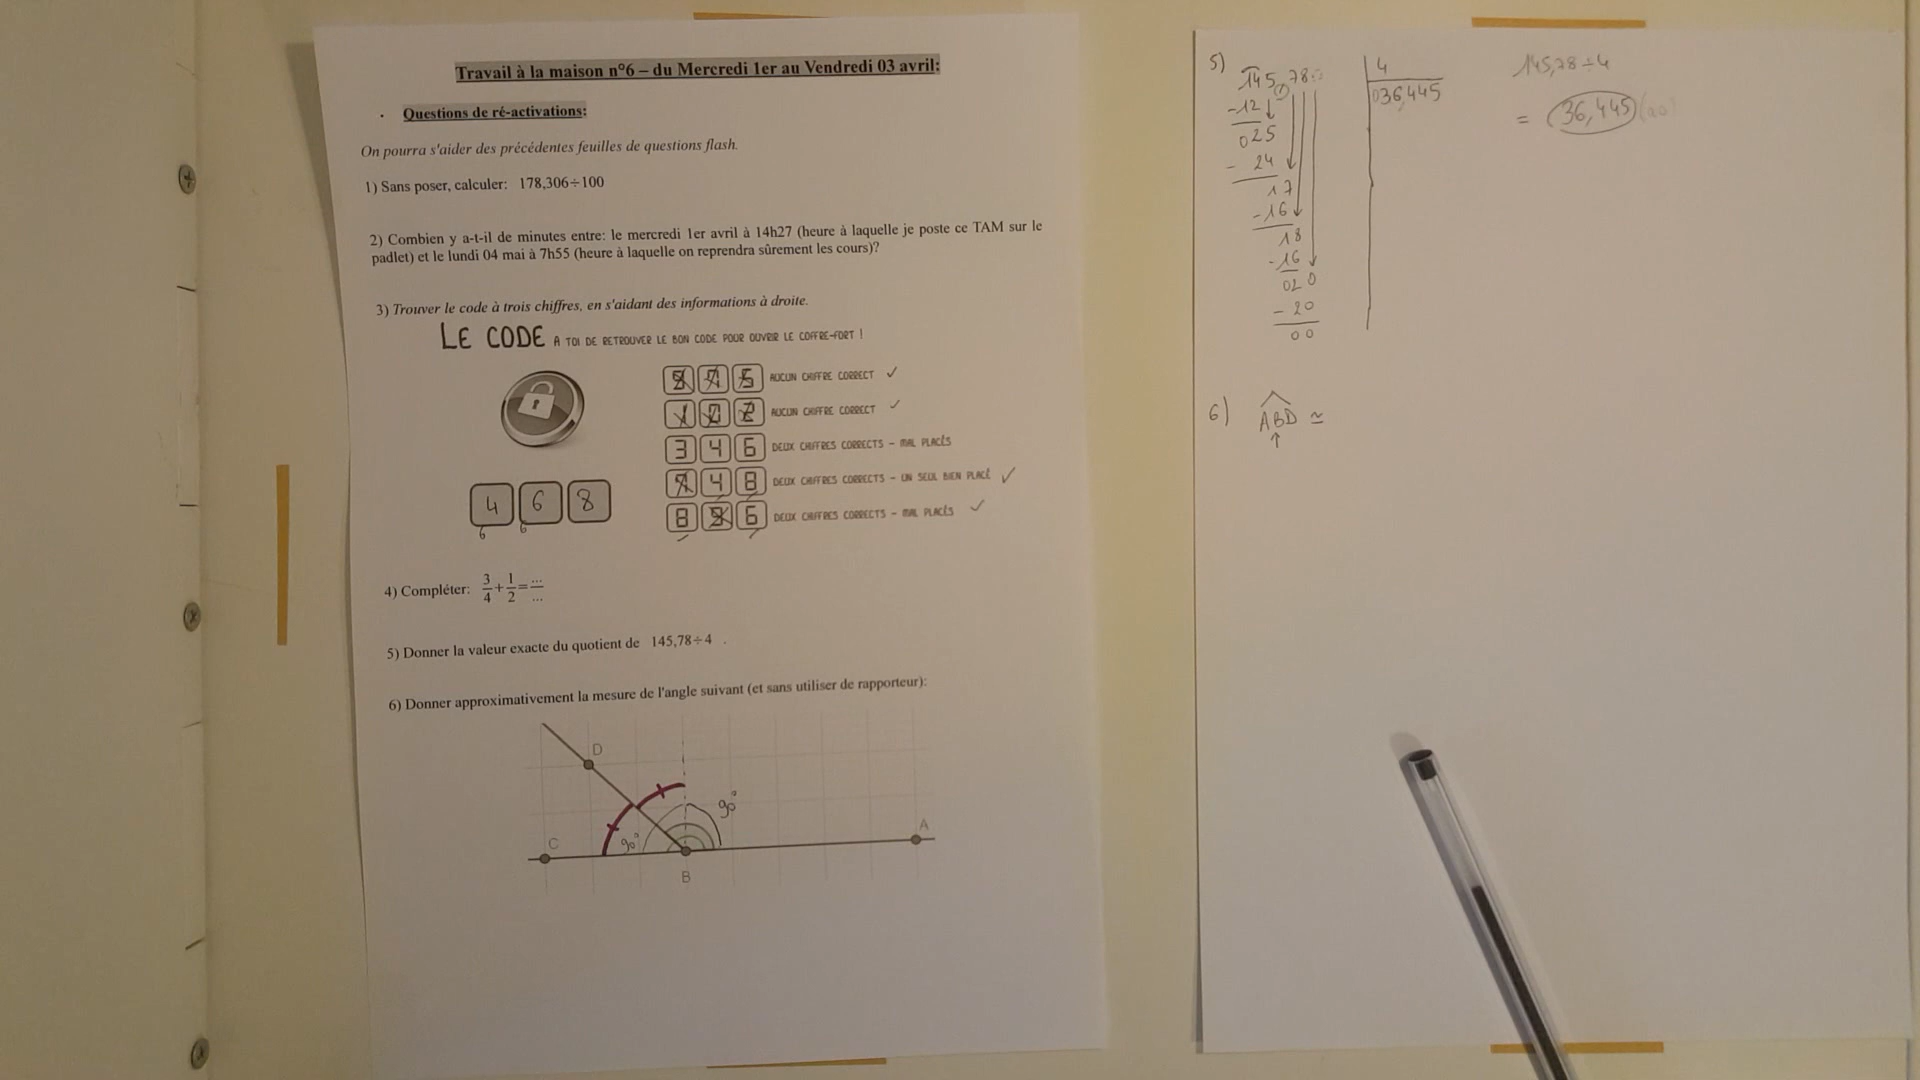 Travail à la maison n°6 – du Mercredi 1er au Vendredi 03 avril:
· Questions de ré-activations:
On pourra s'aider des précédentes feuilles de questions flash.
1) Sans poser, calculer: 178,306÷100
2) Combien y a-t-il de minutes entre: le mercredi 1er avril à 14h27 (heure à laquelle je poste ce TAM sur le
padlet) et le lundi 04 mai à 7h55 (heure à laquelle on reprendra sûrement les cours)?
3) Trouver le code à trois chiffres, en s'aidant des informations à droite.
LE CODE A TOI DE RETROUVER LE BON CODE POUR OUVRIR LE COFFRE-FORT !
5 AUCUN CHIFFRE CORRECT ✓
2 AUCUN CHIFFRE CORRECT ✓
3 4 6 DEUX CHIFFRES CORRECTS – MAL PLACÉS
4 8 DEUX CHIFFRES CORRECTS – UN SEUL BIEN PLACÉ ✓
8 6 DEUX CHIFFRES CORRECTS – MAL PLACÉS ✓
4 6 8
6 6
4) Compléter: 3/4 + 1/2 = .../...
5) Donner la valeur exacte du quotient de 145,78÷4 .
6) Donner approximativement la mesure de l'angle suivant (et sans utiliser de rapporteur):
D
90°
90°
C
A
B
5) 145,78 4
-12 036,445
025
- 24
17
-16
18
-16
020
- 20
00
145,78÷4
= 36,445
6) ABD ≃